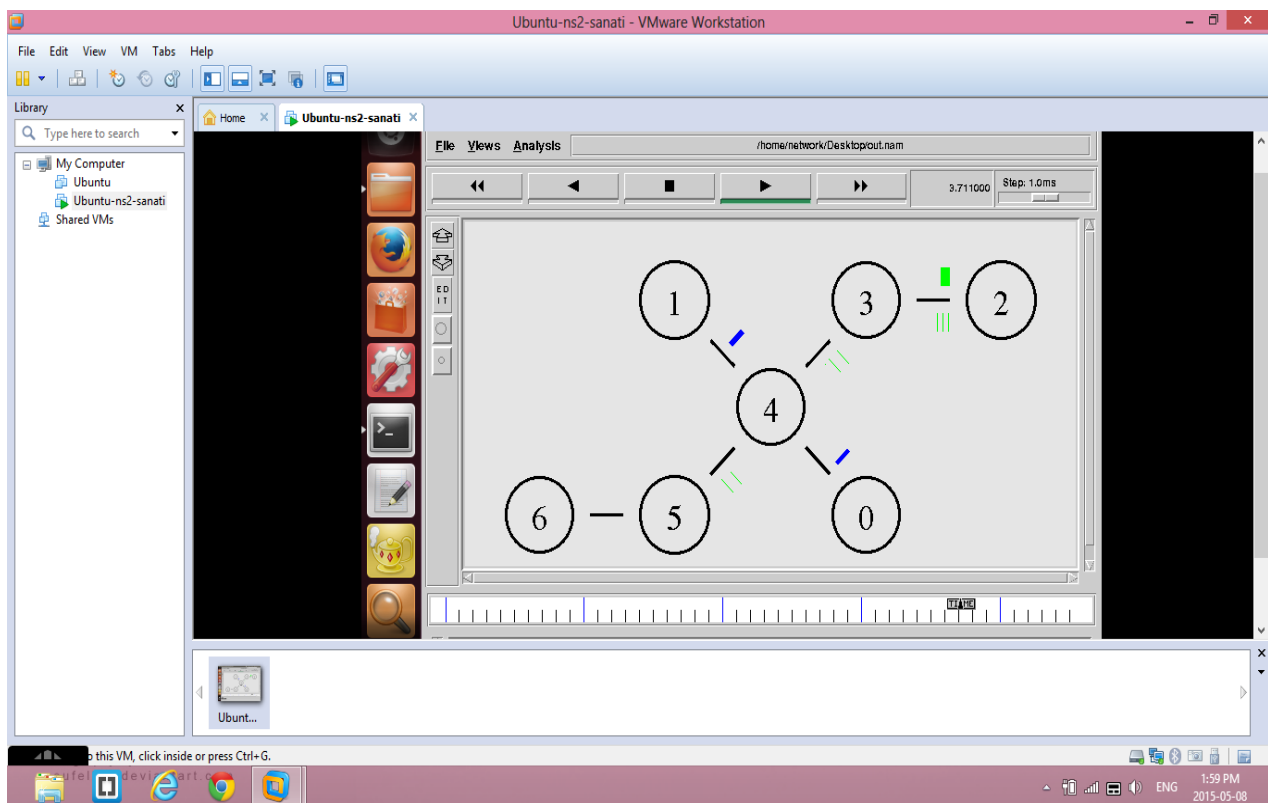 Ubuntu-ns2-sanati - VMware Workstation
File Edit View VM Tabs Help
Library
Home
Ubuntu-ns2-sanati
Type here to search
My Computer
Ubuntu
Ubuntu-ns2-sanati
Shared VMs
File Views Analysis
/home/network/Desktop/out.nam
3.711000
Step: 1.0ms
ED
IT
1
3
2
4
6
5
0
TIME
Ubunt...
o this VM, click inside or press Ctrl+G.
ENG
1:59 PM
2015-05-08